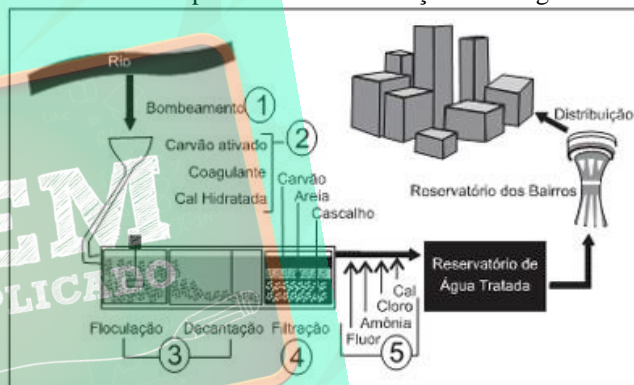 Rio
Bombeamento 1
Carvão ativado
Coagulante
Cal Hidratada
2
Carvão
Areia
Cascalho
Distribuição
Reservatório dos Bairros
Reservatório de
Água Tratada
Cal
Cloro
Amônia
Fluor
Floculação Decantação Filtração
3 4 5
EM
PLICADO